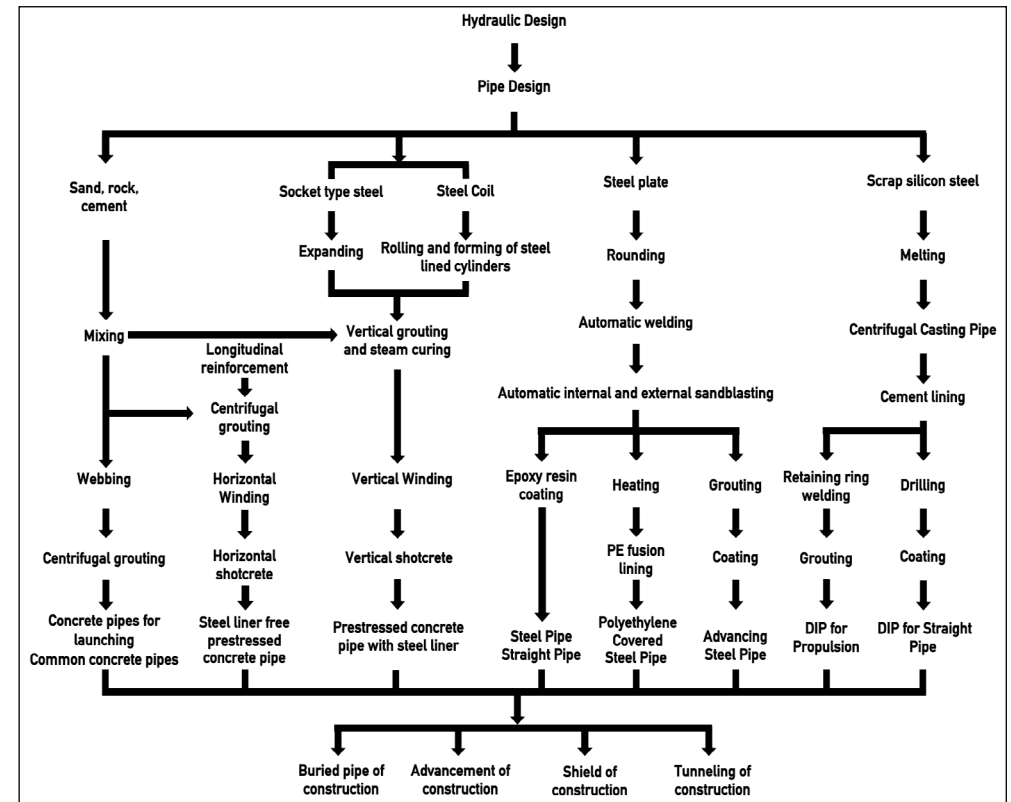 Hydraulic Design
Pipe Design
Sand, rock,
cement
Socket type steel
Steel Coil
Steel plate
Scrap silicon steel
Expanding
Rolling and forming of steel
lined cylinders
Rounding
Melting
Mixing
Longitudinal
reinforcement
Vertical grouting
and steam curing
Automatic welding
Centrifugal Casting Pipe
Centrifugal
grouting
Automatic internal and external sandblasting
Cement lining
Webbing
Horizontal
Winding
Vertical Winding
Epoxy resin
coating
Heating
Grouting
Retaining ring
welding
Drilling
Centrifugal grouting
Horizontal
shotcrete
Vertical shotcrete
PE fusion
lining
Coating
Grouting
Coating
Concrete pipes for
launching
Common concrete pipes
Steel liner free
prestressed
concrete pipe
Prestressed concrete
pipe with steel liner
Steel Pipe
Straight Pipe
Polyethylene
Covered
Steel Pipe
Advancing
Steel Pipe
DIP for
Propulsion
DIP for Straight
Pipe
Buried pipe of
construction
Advancement of
construction
Shield of
construction
Tunneling of
construction